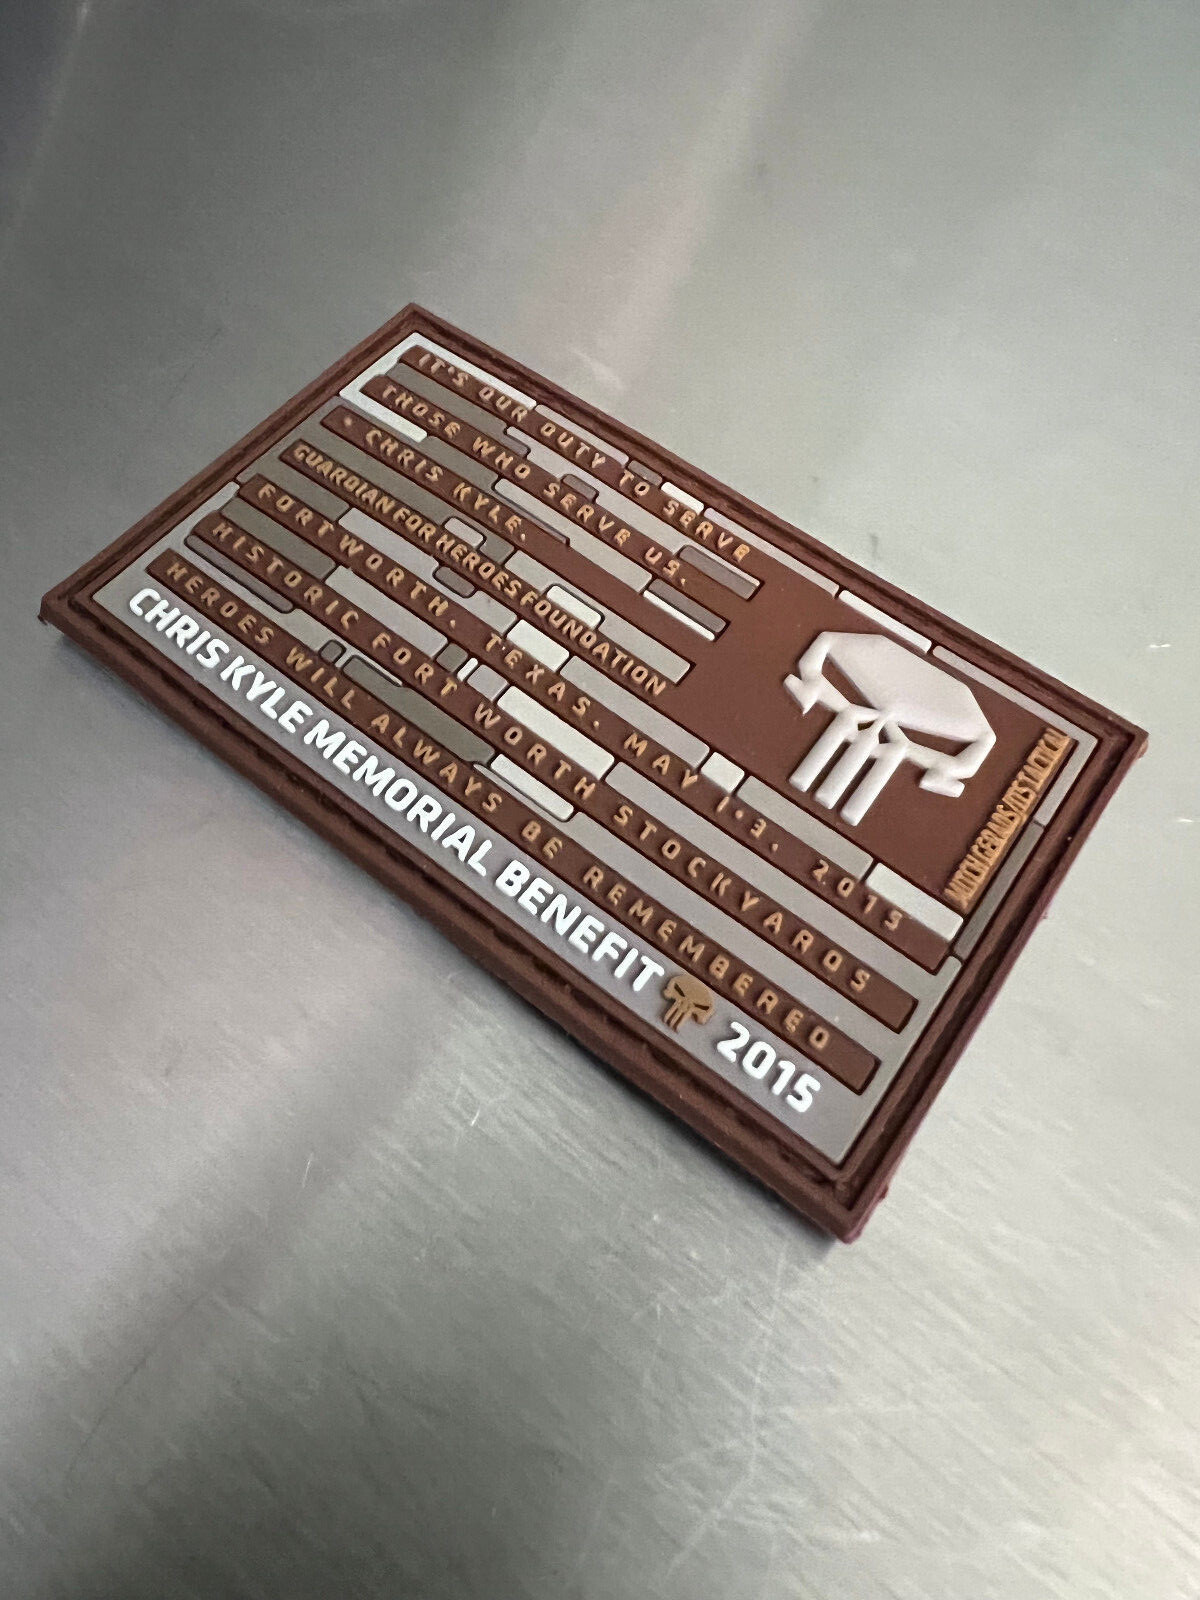 IT'S OUR DUTY TO SERVE
THOSE WHO SERVE US.
• CHRIS KYLE.
GUARDIAN FOR HEROES FOUNDATION
FORT WORTH, TEXAS. MAY 1-3, 2015
HISTORIC FORT WORTH STOCKYARDS
HEROES WILL ALWAYS BE REMEMBERED
CHRIS KYLE MEMORIAL BENEFIT 2015